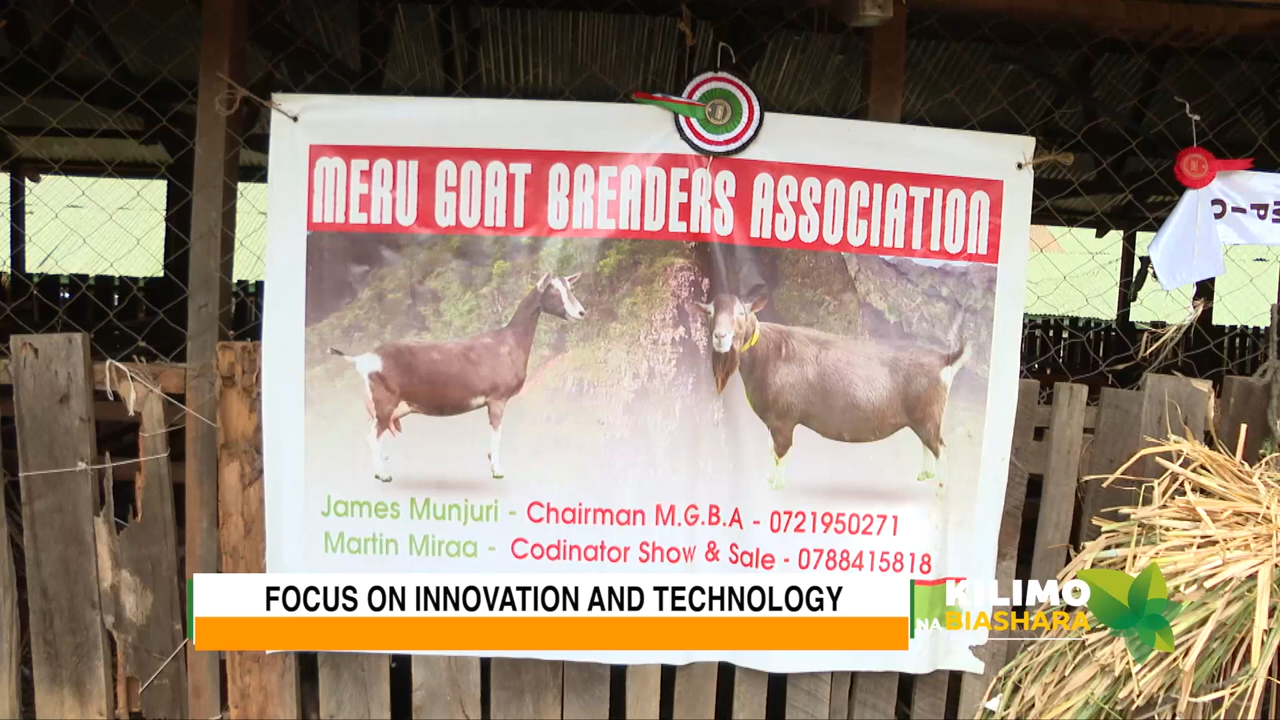 MERU GOAT BREADERS ASSOCIATION
James Munjuri - Chairman M.G.B.A - 0721950271
Martin Miraa - Codinator Show & Sale - 0788415818
FOCUS ON INNOVATION AND TECHNOLOGY
KILIMO
NA BIASHARA